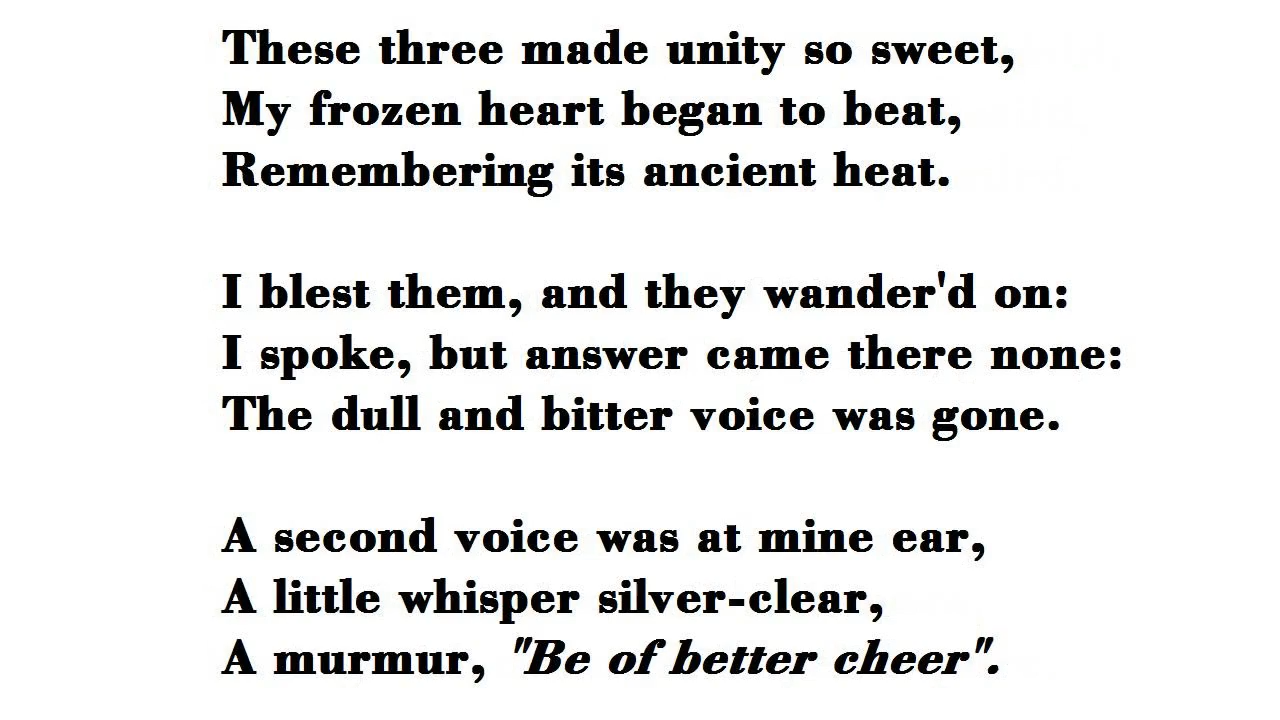 These three made unity so sweet,
My frozen heart began to beat,
Remembering its ancient heat.
I blest them, and they wander'd on:
I spoke, but answer came there none:
The dull and bitter voice was gone.
A second voice was at mine ear,
A little whisper silver-clear,
A murmur, "Be of better cheer".